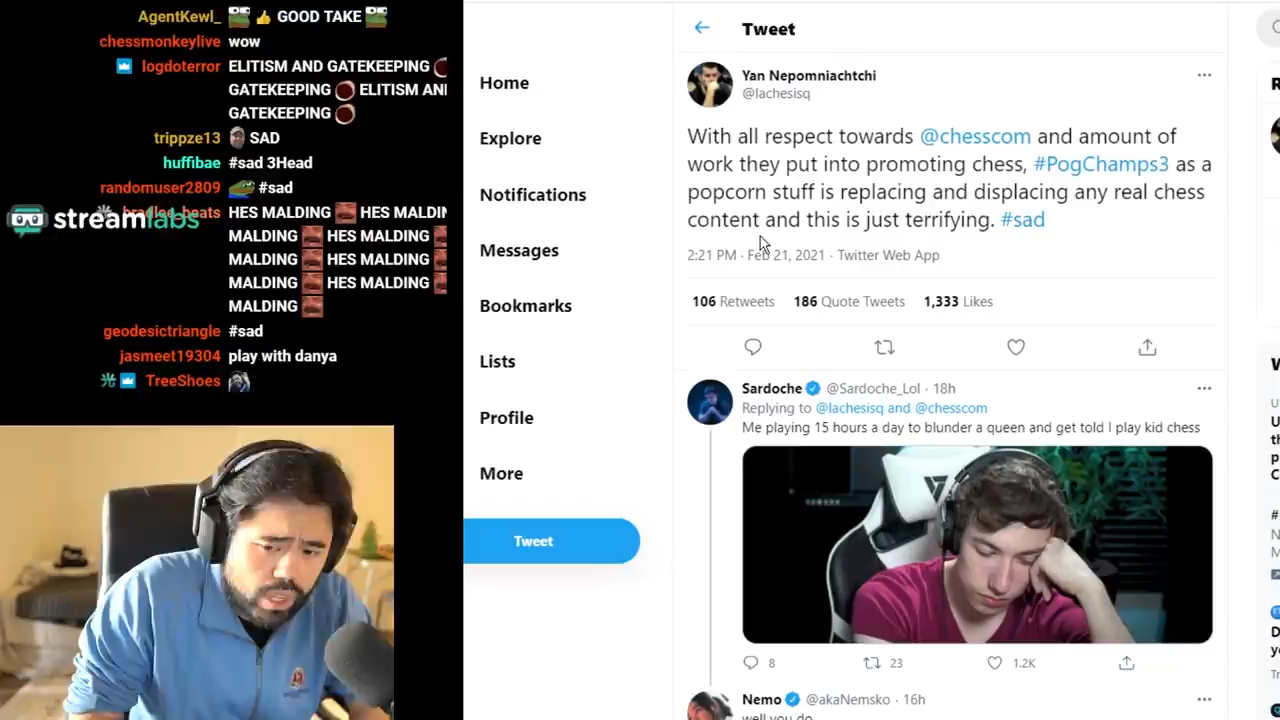 AgentKewl_ GOOD TAKE
chessmonkeylive wow
logdoterror ELITISM AND GATEKEEPING
GATEKEEPING ELITISM AN
GATEKEEPING
trippze13 SAD
huffibae #sad 3Head
randomuser2809 #sad
HES MALDING HES MALDIN
streamlabs
MALDING HES MALDING
MALDING HES MALDING
MALDING HES MALDING
MALDING
geodesictriangle #sad
jasmeet19304 play with danya
TreeShoes
Home
Explore
Notifications
Messages
Bookmarks
Lists
Profile
More
Tweet
Tweet
Yan Nepomniachtchi
@lachesisq
With all respect towards @chesscom and amount of
work they put into promoting chess, #PogChamps3 as a
popcorn stuff is replacing and displacing any real chess
content and this is just terrifying. #sad
2:21 PM · Feb 21, 2021 · Twitter Web App
106 Retweets 186 Quote Tweets 1,333 Likes
Sardoche @Sardoche_Lol · 18h
Replying to @lachesisq and @chesscom
Me playing 15 hours a day to blunder a queen and get told I play kid chess
8 23 1.2K
Nemo @akaNemsko · 16h
well you do